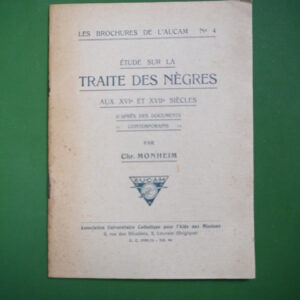 LES BROCHURES DE L'AUCAM Nº 4
ÉTUDE SUR LA
TRAITE DES NÈGRES
AUX XVIe ET XVIIe SIÈCLES
D'APRÈS DES DOCUMENTS
CONTEMPORAINS
PAR
Chr. MONHEIM
AUCAM
Association Universitaire Catholique pour l'Aide aux Missions